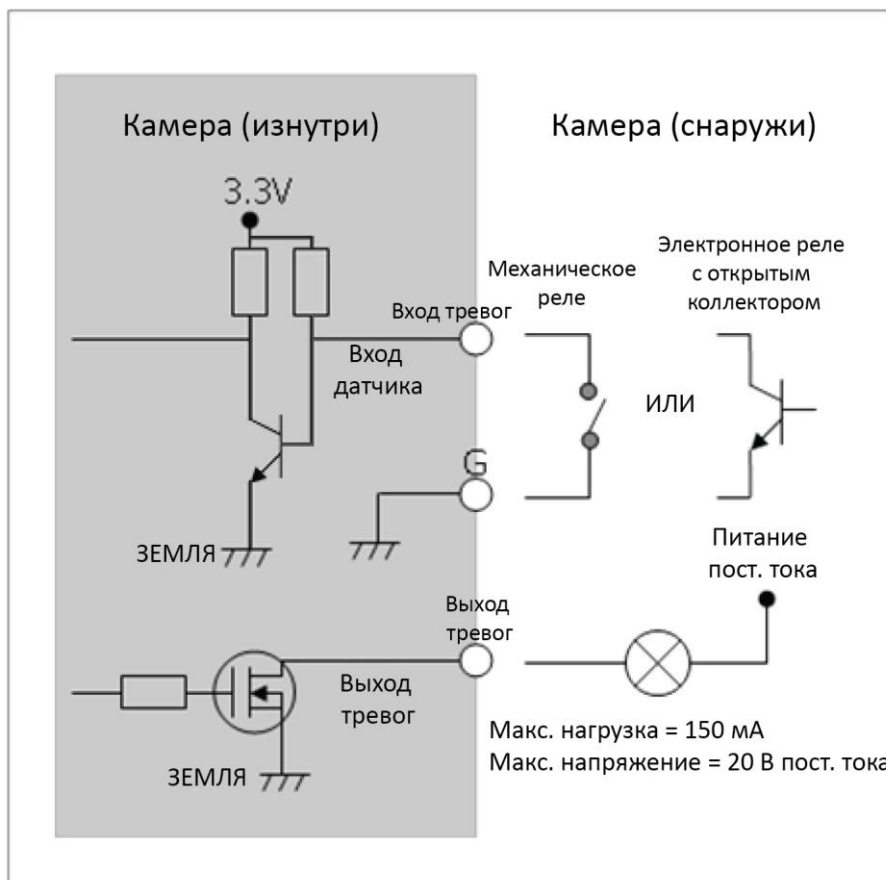 Камера (изнутри)
Камера (снаружи)
3.3V
Электронное реле
с открытым
коллектором
Механическое
реле
Вход тревог
Вход
датчика
ИЛИ
G
ЗЕМЛЯ
Питание
пост. тока
Выход
тревог
Выход
тревог
Макс. нагрузка = 150 мА
Макс. напряжение = 20 В пост. тока
ЗЕМЛЯ